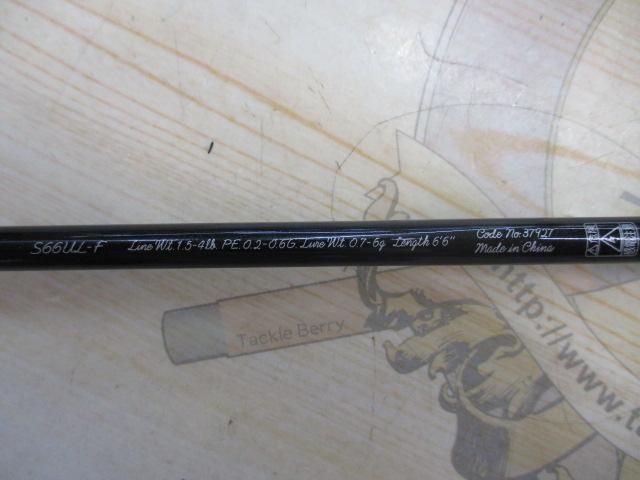 S66UL-F Line Wt. 1.5-4lb. PE. 0.2-0.6G Lure Wt. 0.7-6g Length 6'6"
Code No. 37927
Made in China
Tackle Berry
http://www.